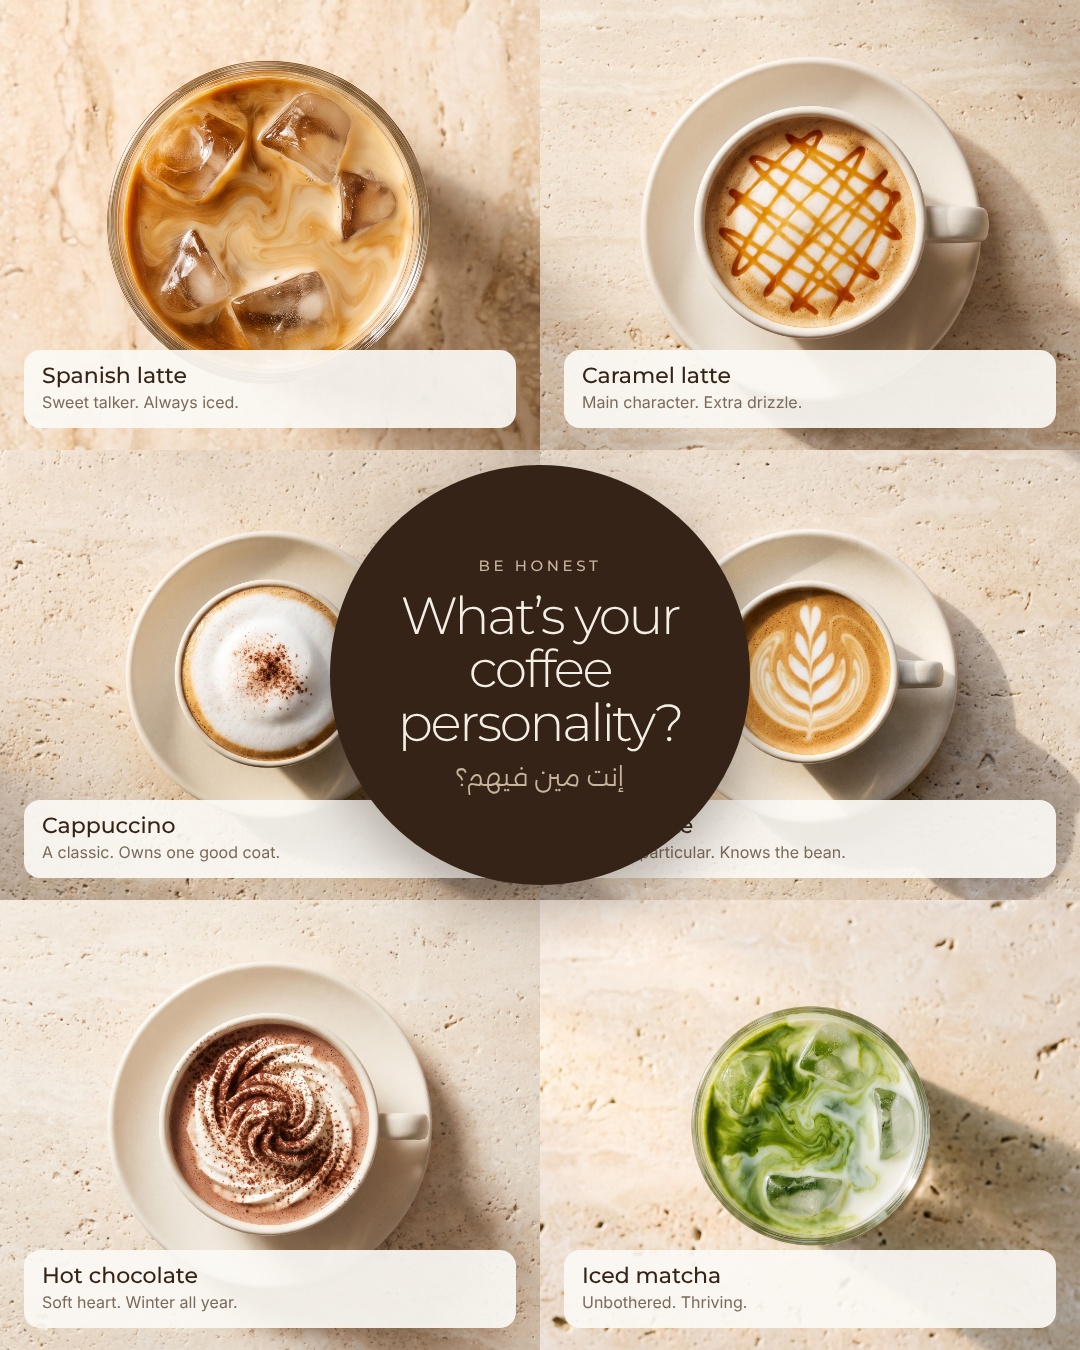 Spanish latte
Sweet talker. Always iced.
Caramel latte
Main character. Extra drizzle.
BE HONEST
What's your
coffee
personality?
إنت مين فيهم؟
Cappuccino
A classic. Owns one good coat.
particular. Knows the bean.
Hot chocolate
Soft heart. Winter all year.
Iced matcha
Unbothered. Thriving.